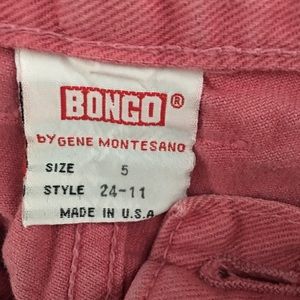 BONGO®
by GENE MONTESANO
SIZE 5
STYLE 24-11
MADE IN U.S.A